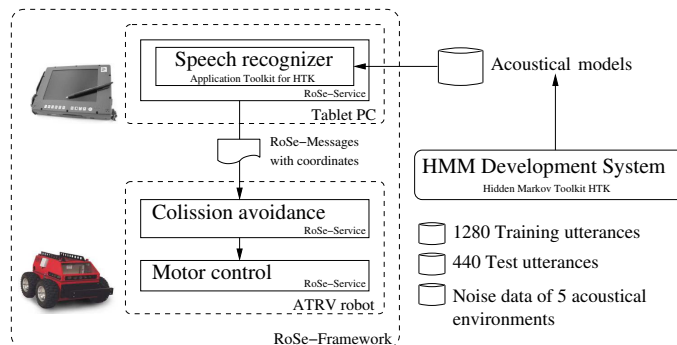 Speech recognizer
Application Toolkit for HTK
RoSe−Service
Tablet PC
Acoustical models
RoSe−Messages
with coordinates
HMM Development System
Hidden Markov Toolkit HTK
Colission avoidance
RoSe−Service
Motor control
RoSe−Service
ATRV robot
RoSe−Framework
1280 Training utterances
440 Test utterances
Noise data of 5 acoustical
environments